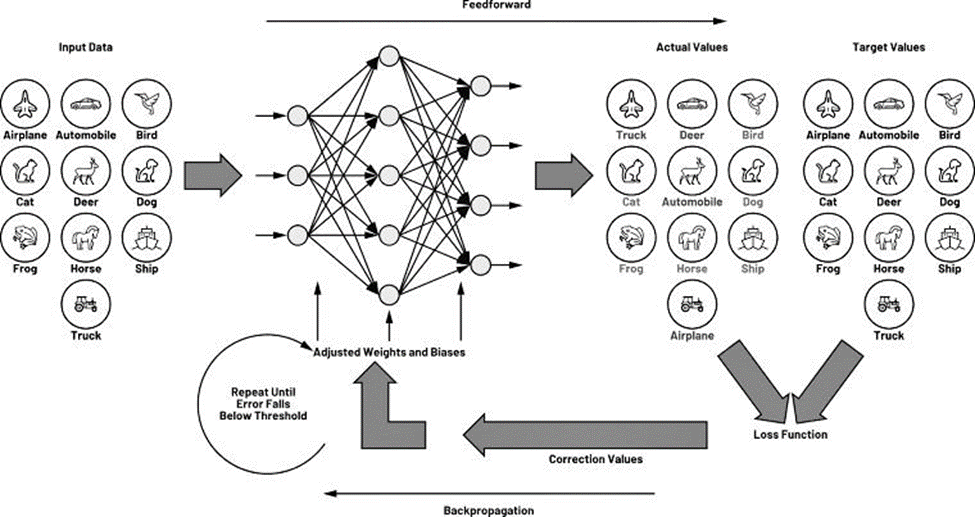 Feedforward
Input Data
Actual Values
Target Values
Airplane Automobile Bird
Truck Deer Bird
Airplane Automobile Bird
Cat Deer Dog
Cat Automobile Dog
Cat Deer Dog
Frog Horse Ship
Frog Horse Ship
Frog Horse Ship
Truck
Airplane
Truck
Adjusted Weights and Biases
Repeat Until
Error Falls
Below Threshold
Loss Function
Correction Values
Backpropagation